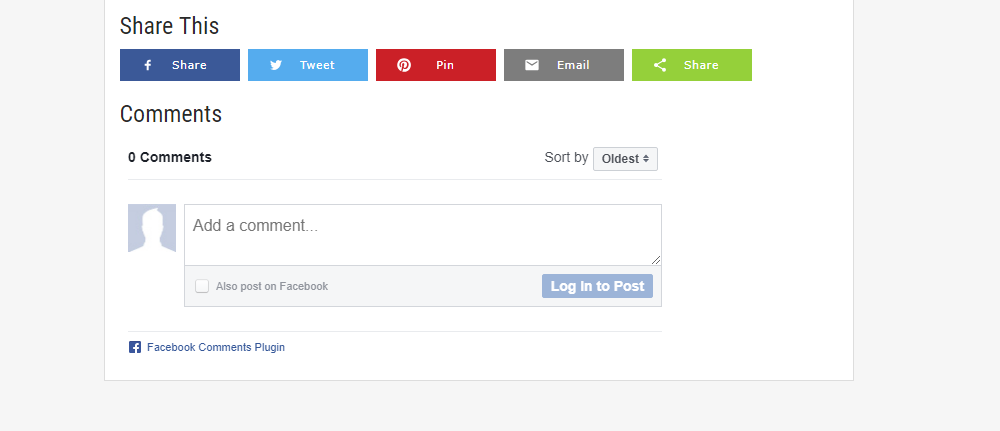 Share This
Share Tweet Pin Email Share
Comments
0 Comments Sort by Oldest
Add a comment...
Also post on Facebook Log In to Post
Facebook Comments Plugin